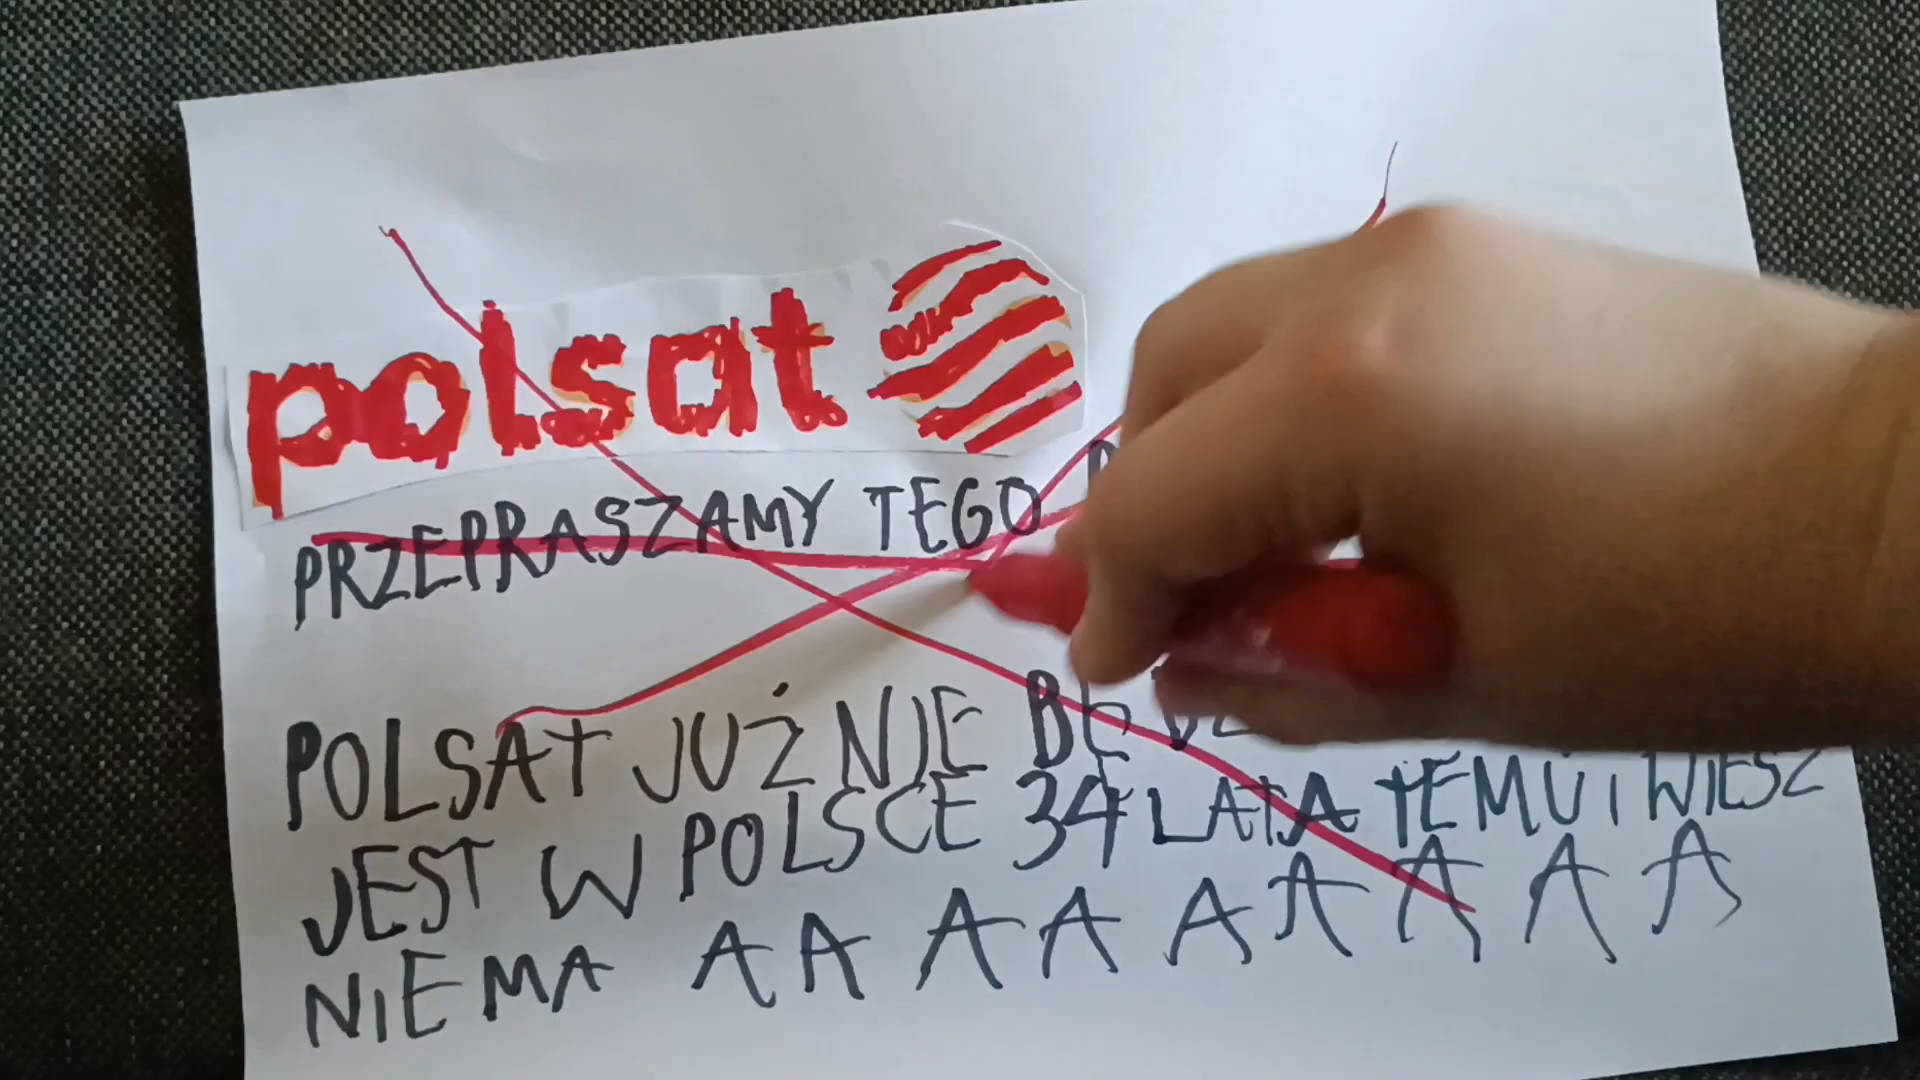 polsat
PRZEPRASZAMY TEGO
POLSAT JUŻ NIE
JEST W POLSCE 34 LATA TEMU I WIESZ
NIEMA A A A A A A A A A